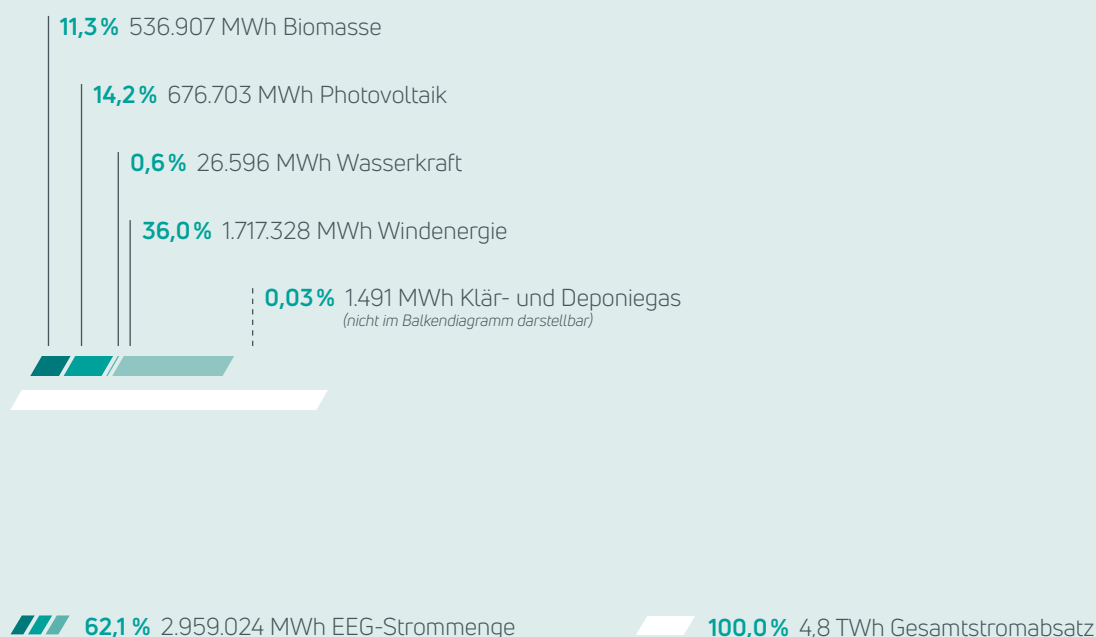 11,3 % 536.907 MWh Biomasse
14,2 % 676.703 MWh Photovoltaik
0,6 % 26.596 MWh Wasserkraft
36,0 % 1.717.328 MWh Windenergie
0,03 % 1.491 MWh Klär- und Deponiegas
(nicht im Balkendiagramm darstellbar)
62,1 % 2.959.024 MWh EEG-Strommenge
100,0 % 4,8 TWh Gesamtstromabsatz